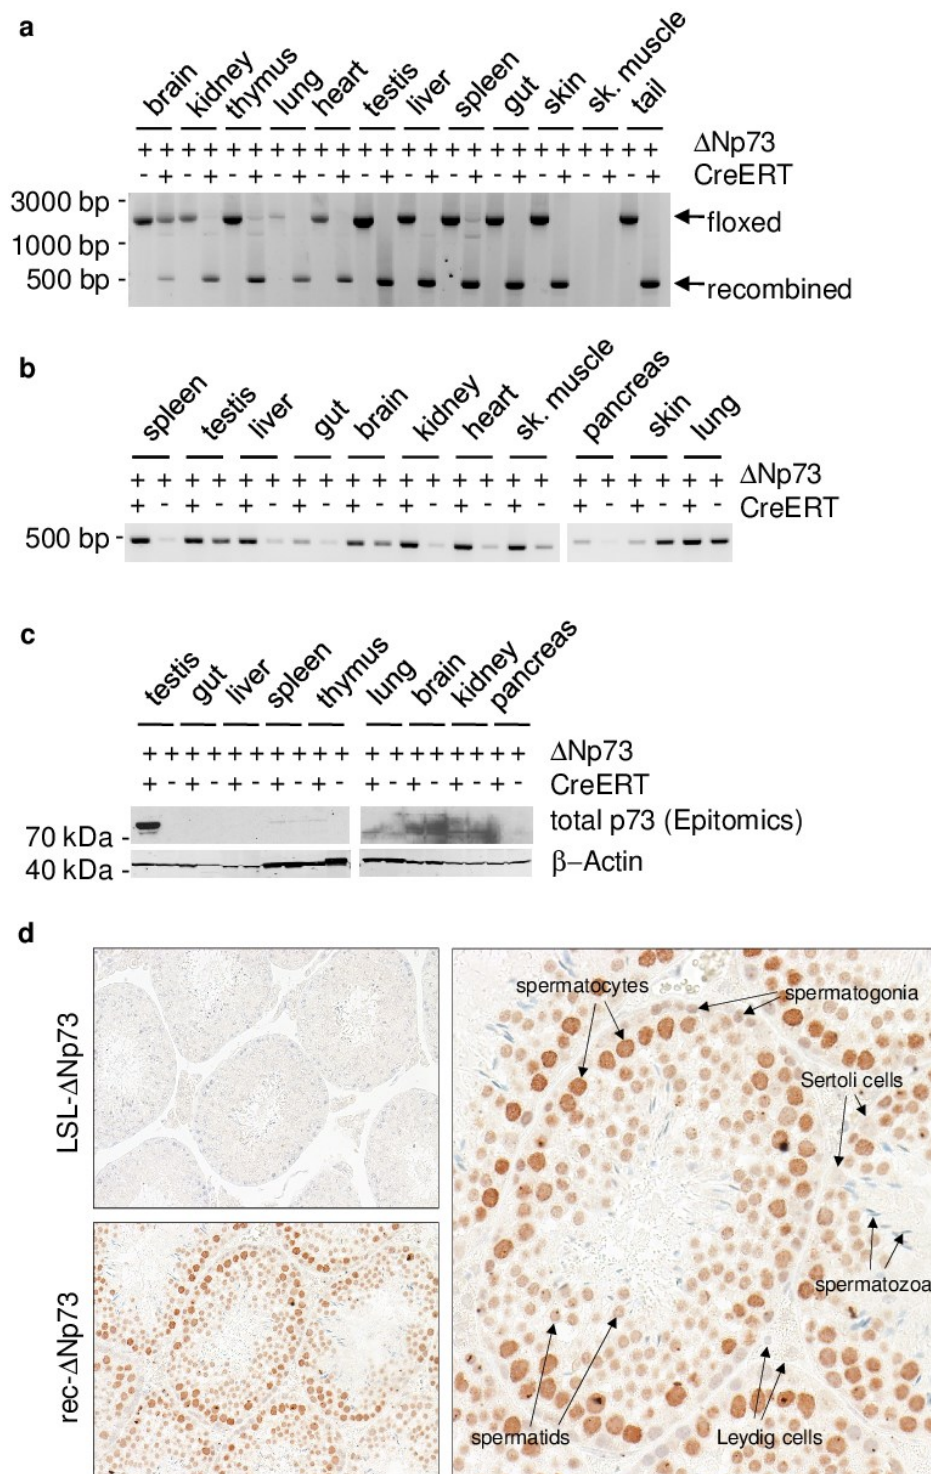 a
brain kidney thymus lung heart testis liver spleen gut skin sk. muscle tail
+ + + + + + + + + + + + + + + + + + + + + + + + ΔNp73
- + - + - + - + - + - + - + - + - + - + - + - + CreERT
3000 bp -
floxed
1000 bp -
500 bp -
recombined
b
spleen testis liver gut brain kidney heart sk. muscle pancreas skin lung
+ + + + + + + + + + + + + + + + + + + + + + ΔNp73
+ - + - + - + - + - + - + - + - + - + - + - CreERT
500 bp -
c
testis gut liver spleen thymus lung brain kidney pancreas
+ + + + + + + + + + + + + + + + + + ΔNp73
+ - + - + - + - + - + - + - + - + - CreERT
total p73 (Epitomics)
70 kDa -
β–Actin
40 kDa -
d
LSL-ΔNp73
rec-ΔNp73
spermatocytes
spermatogonia
Sertoli cells
spermatozoa
spermatids
Leydig cells